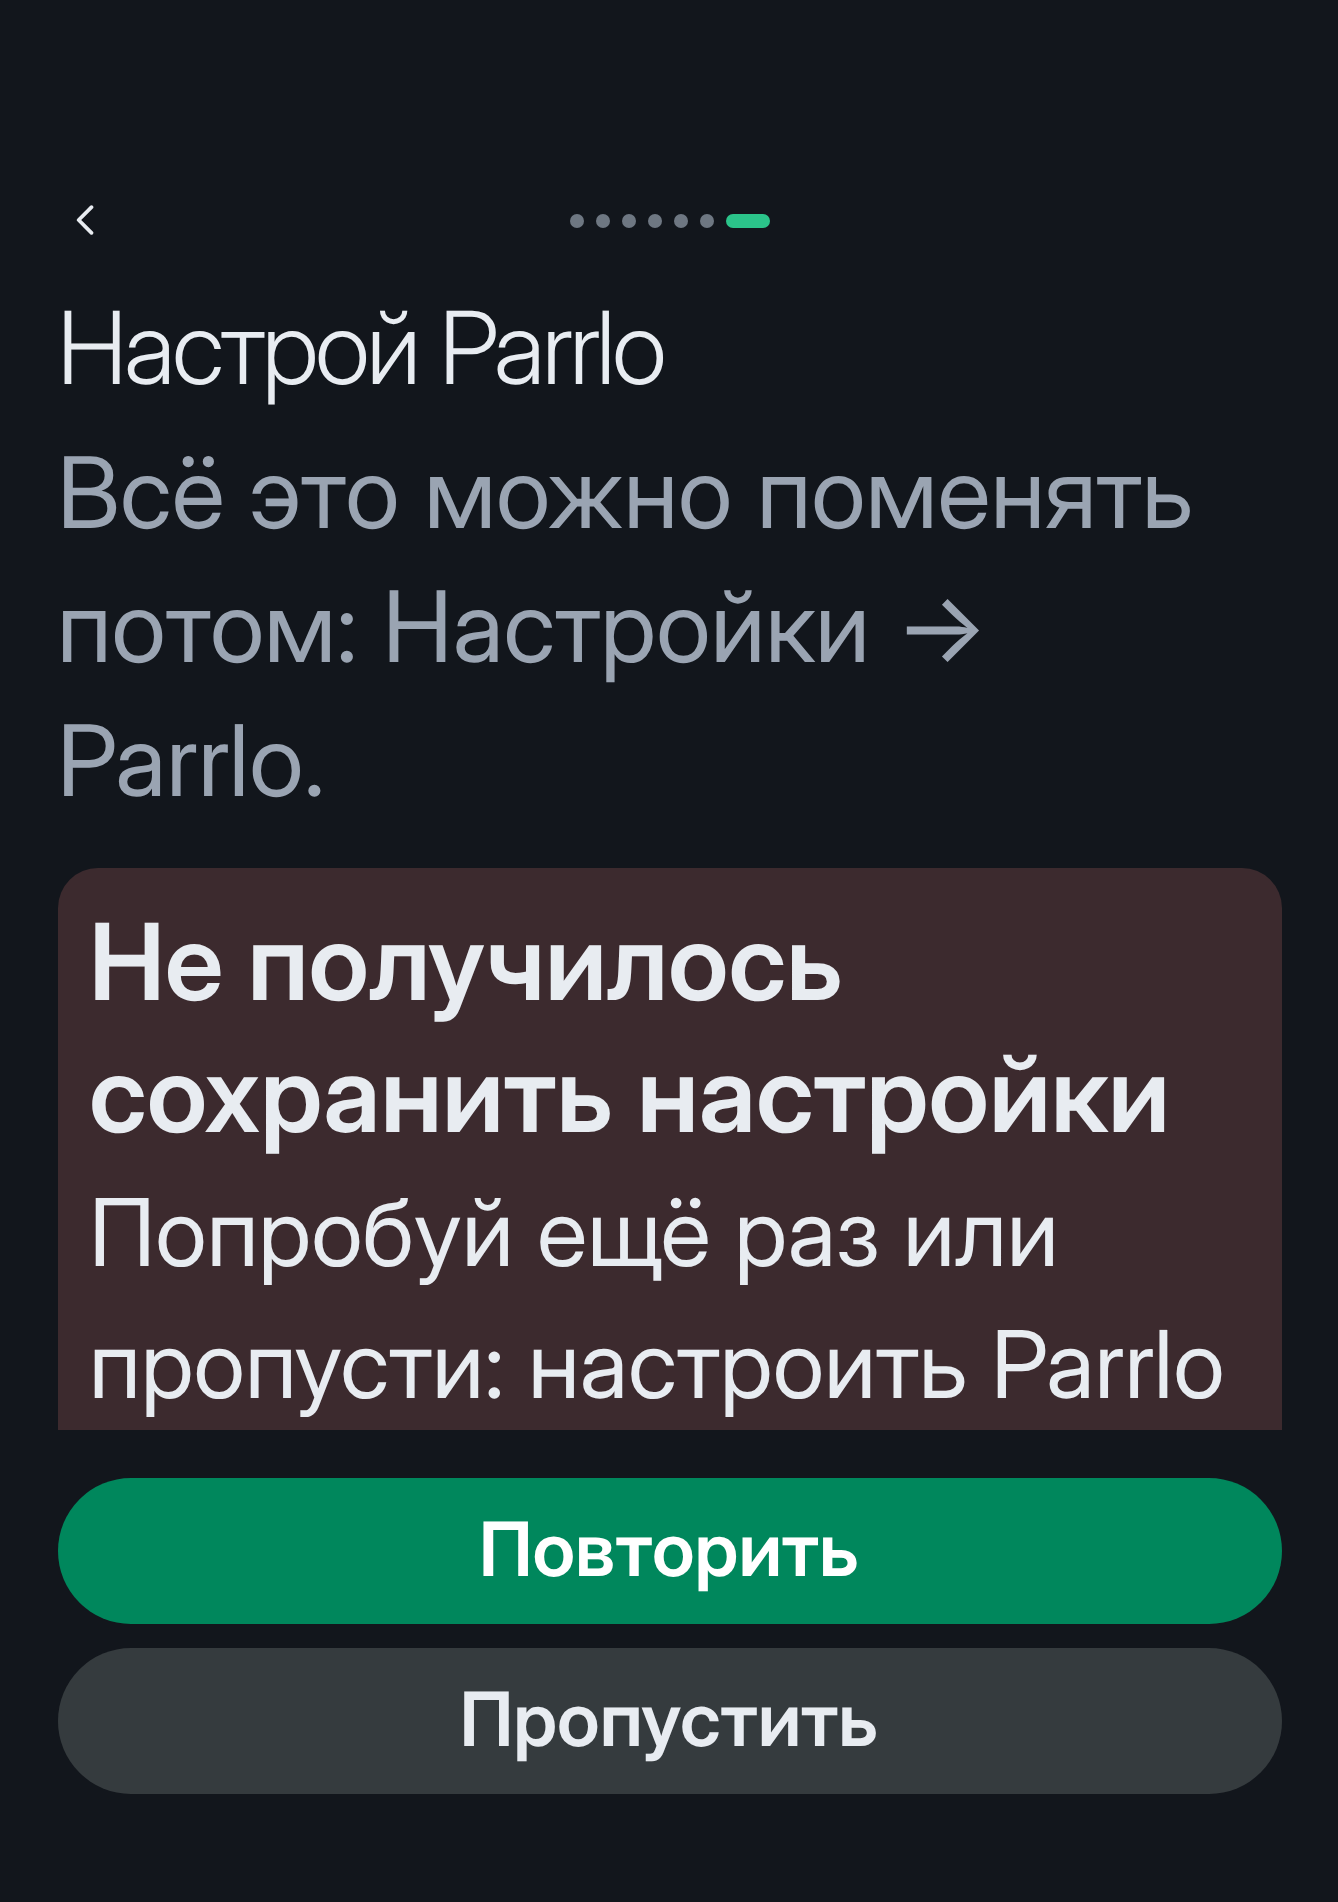 Настрой Parrlo
Всё это можно поменять
потом: Настройки →
Parrlo.
Не получилось
сохранить настройки
Попробуй ещё раз или
пропусти: настроить Parrlo
Повторить
Пропустить